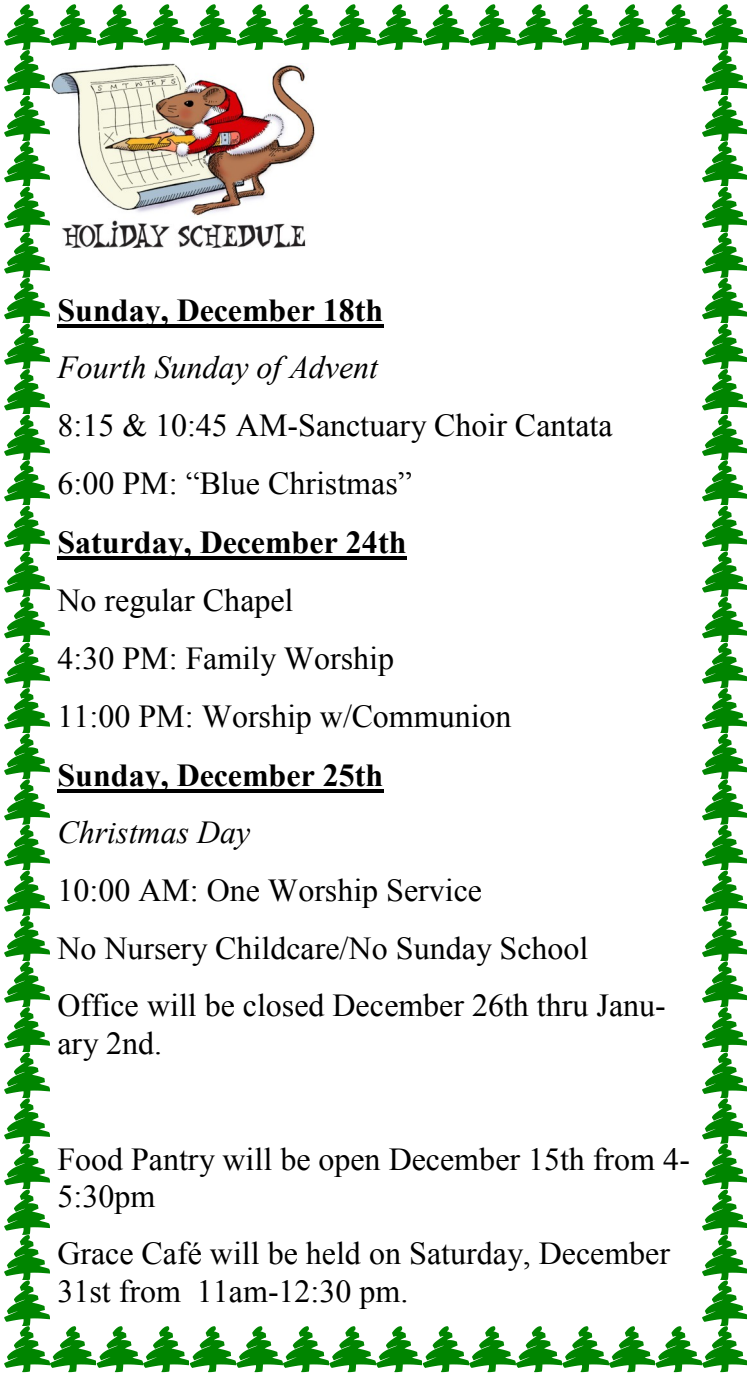 S M T W Th F S
X
HOLiDAY SCHEDULE
Sunday, December 18th
Fourth Sunday of Advent
8:15 & 10:45 AM-Sanctuary Choir Cantata
6:00 PM: “Blue Christmas”
Saturday, December 24th
No regular Chapel
4:30 PM: Family Worship
11:00 PM: Worship w/Communion
Sunday, December 25th
Christmas Day
10:00 AM: One Worship Service
No Nursery Childcare/No Sunday School
Office will be closed December 26th thru Janu-
ary 2nd.
Food Pantry will be open December 15th from 4-
5:30pm
Grace Café will be held on Saturday, December
31st from  11am-12:30 pm.